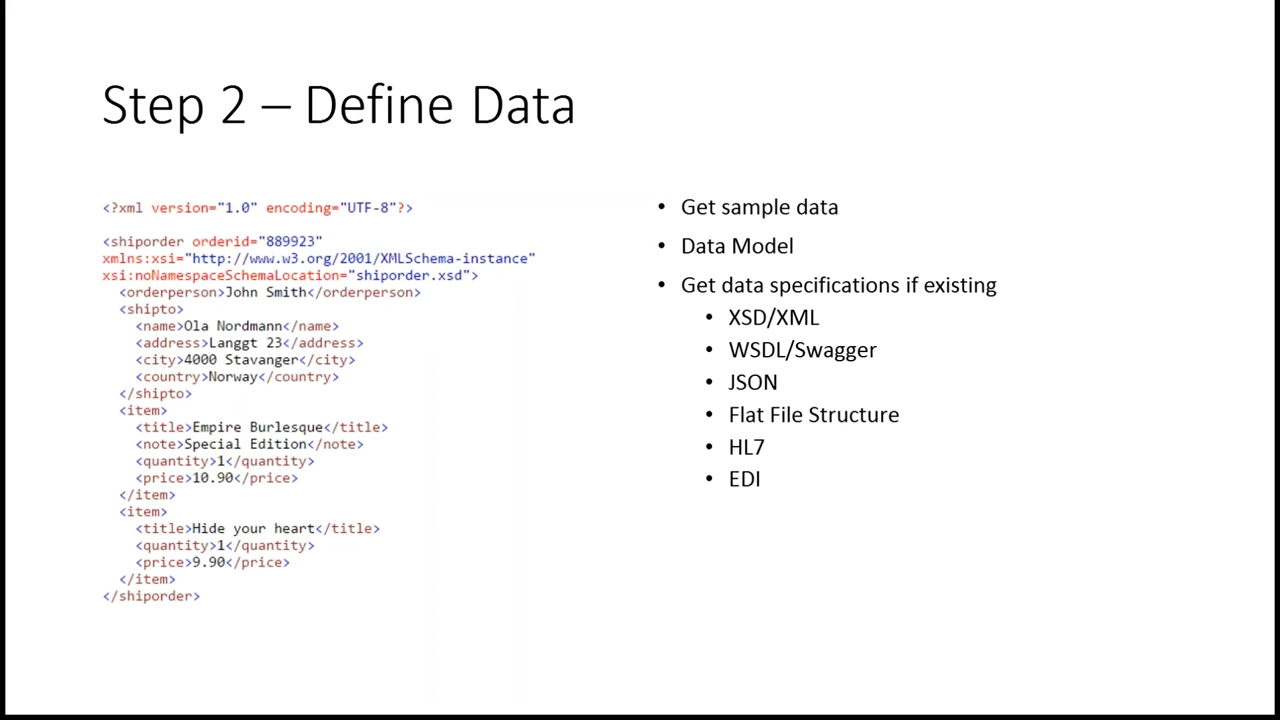 Step 2 – Define Data
<?xml version="1.0" encoding="UTF-8"?>
<shiporder orderid="889923"
xmlns:xsi="http://www.w3.org/2001/XMLSchema-instance"
xsi:noNamespaceSchemaLocation="shiporder.xsd">
<orderperson>John Smith</orderperson>
<shipto>
<name>Ola Nordmann</name>
<address>Langgt 23</address>
<city>4000 Stavanger</city>
<country>Norway</country>
</shipto>
<item>
<title>Empire Burlesque</title>
<note>Special Edition</note>
<quantity>1</quantity>
<price>10.90</price>
</item>
<item>
<title>Hide your heart</title>
<quantity>1</quantity>
<price>9.90</price>
</item>
</shiporder>
• Get sample data
• Data Model
• Get data specifications if existing
• XSD/XML
• WSDL/Swagger
• JSON
• Flat File Structure
• HL7
• EDI